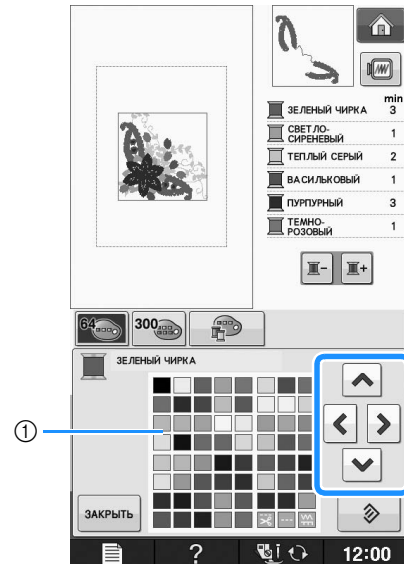 min
ЗЕЛЕНЫЙ ЧИРКА 3
СВЕТЛО-
СИРЕНЕВЫЙ 1
ТЕПЛЫЙ СЕРЫЙ 2
ВАСИЛЬКОВЫЙ 1
ПУРПУРНЫЙ 3
ТЕМНО-
РОЗОВЫЙ 1
64 300
ЗЕЛЕНЫЙ ЧИРКА
①
ЗАКРЫТЬ
? 12:00